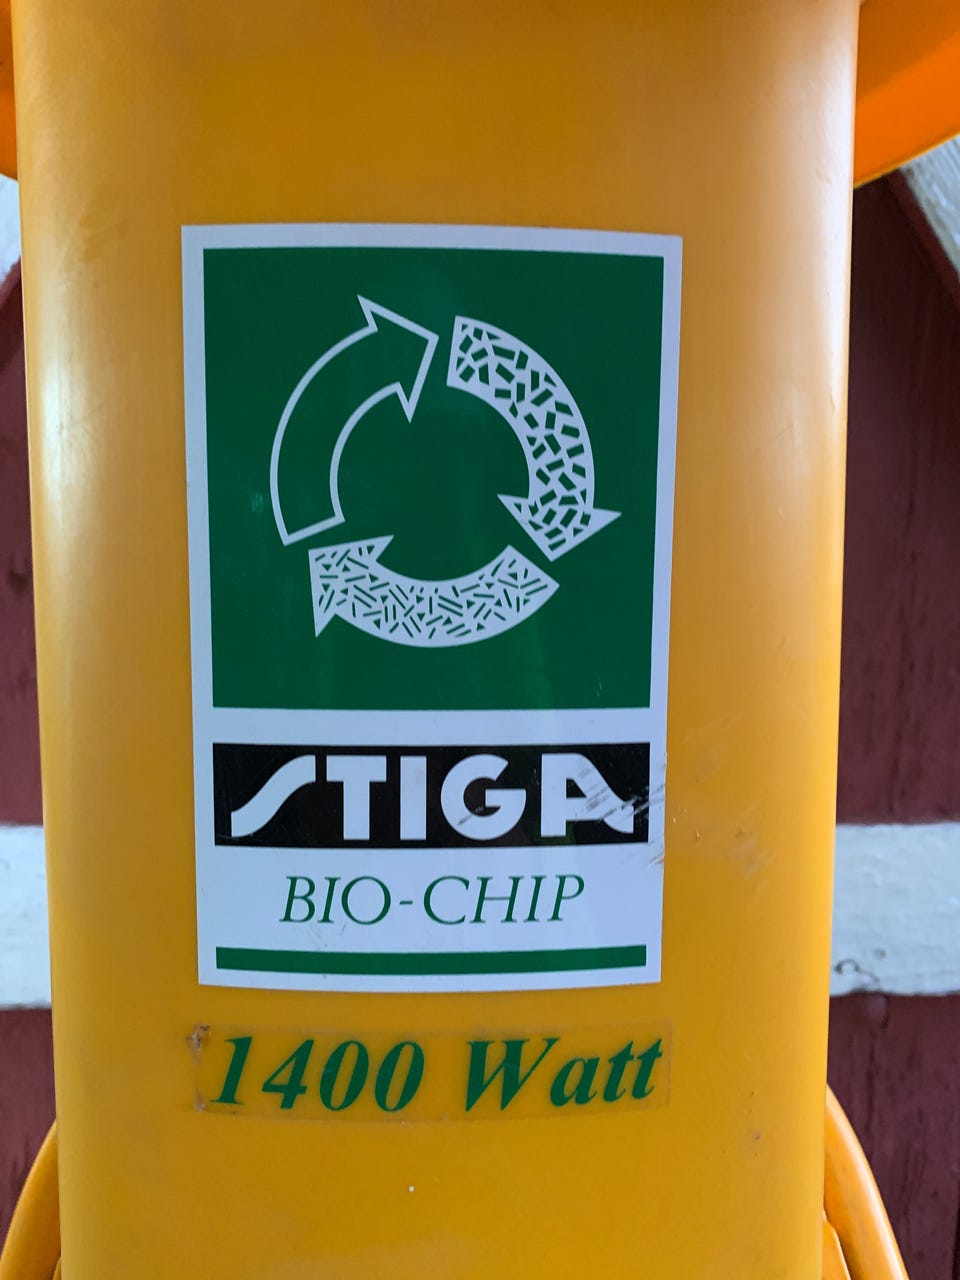 STIGA
BIO-CHIP
1400 Watt